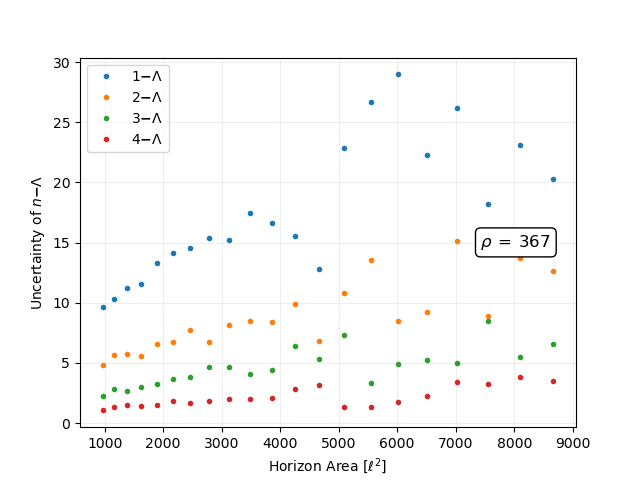 30
25
20
15
10
5
0
Uncertainty of n−Λ
1−Λ
2−Λ
3−Λ
4−Λ
ρ = 367
1000 2000 3000 4000 5000 6000 7000 8000 9000
Horizon Area [ℓ²]